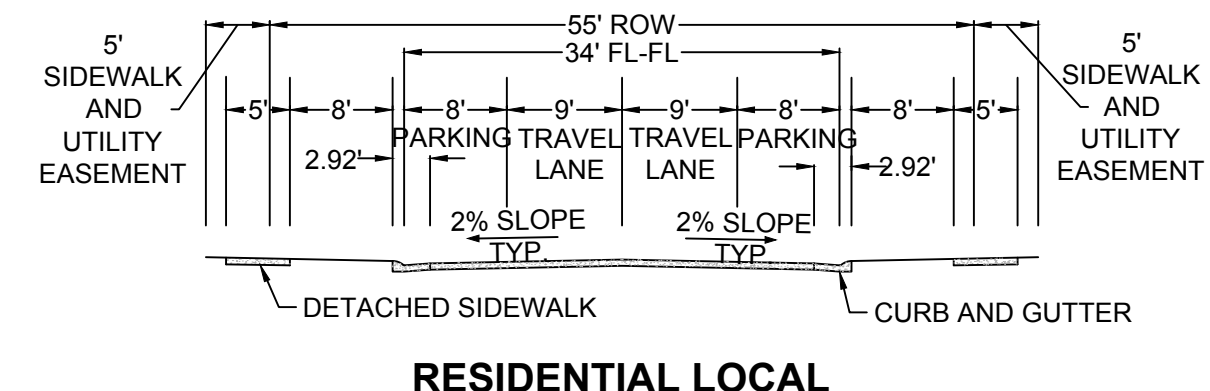 55' ROW
34' FL-FL
5'
SIDEWALK
AND
UTILITY
EASEMENT
5'
SIDEWALK
AND
UTILITY
EASEMENT
5'
8'
8'
9'
9'
8'
8'
5'
PARKING
TRAVEL
LANE
TRAVEL
LANE
PARKING
2.92'
2.92'
2% SLOPE
TYP.
2% SLOPE
TYP
DETACHED SIDEWALK
CURB AND GUTTER
RESIDENTIAL LOCAL